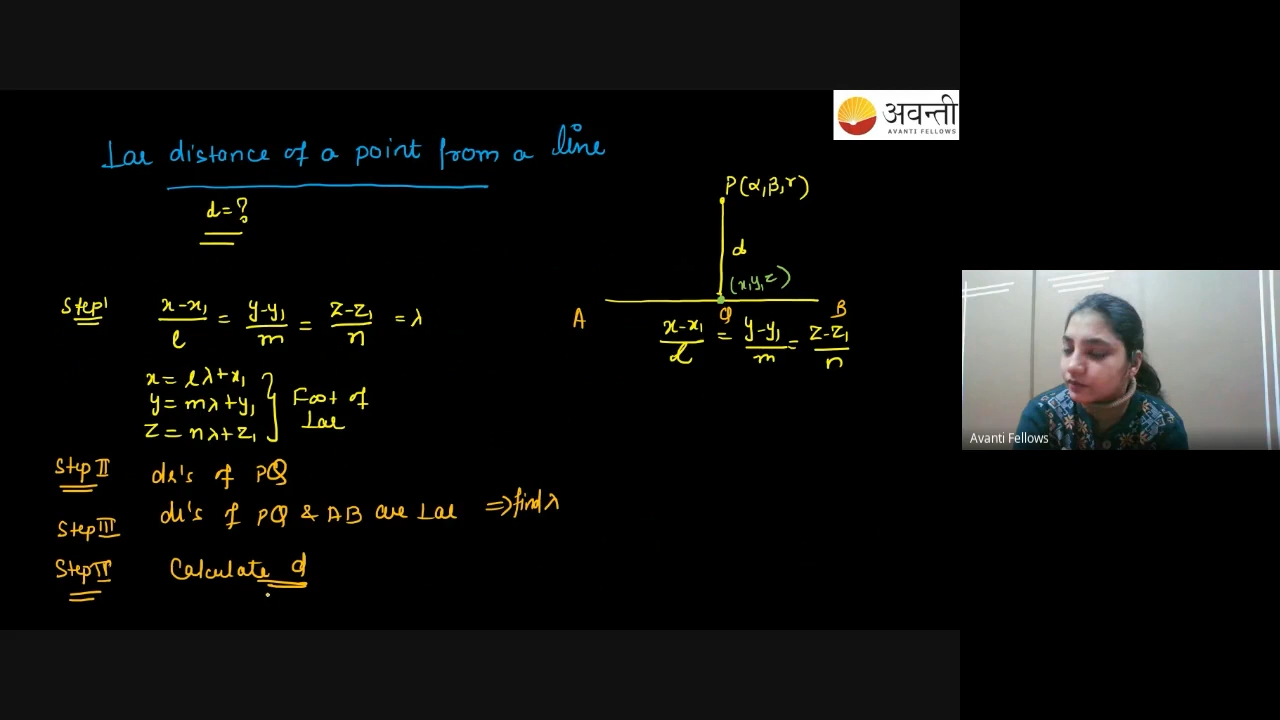 अवन्ती
AVANTI FELLOWS
⊥ar distance of a point from a line
d = ?
P(α, β, γ)
d
(x, y, z)
A Q B
(x-x₁)/l = (y-y₁)/m = (z-z₁)/n
Step I (x-x₁)/l = (y-y₁)/m = (z-z₁)/n = λ
x = lλ+x₁
y = mλ+y₁
z = nλ+z₁
Foot of
⊥ar
Step II dr's of PQ
Step III dr's of PQ & AB are ⊥ar ⇒ find λ
Step IV Calculate d
Avanti Fellows